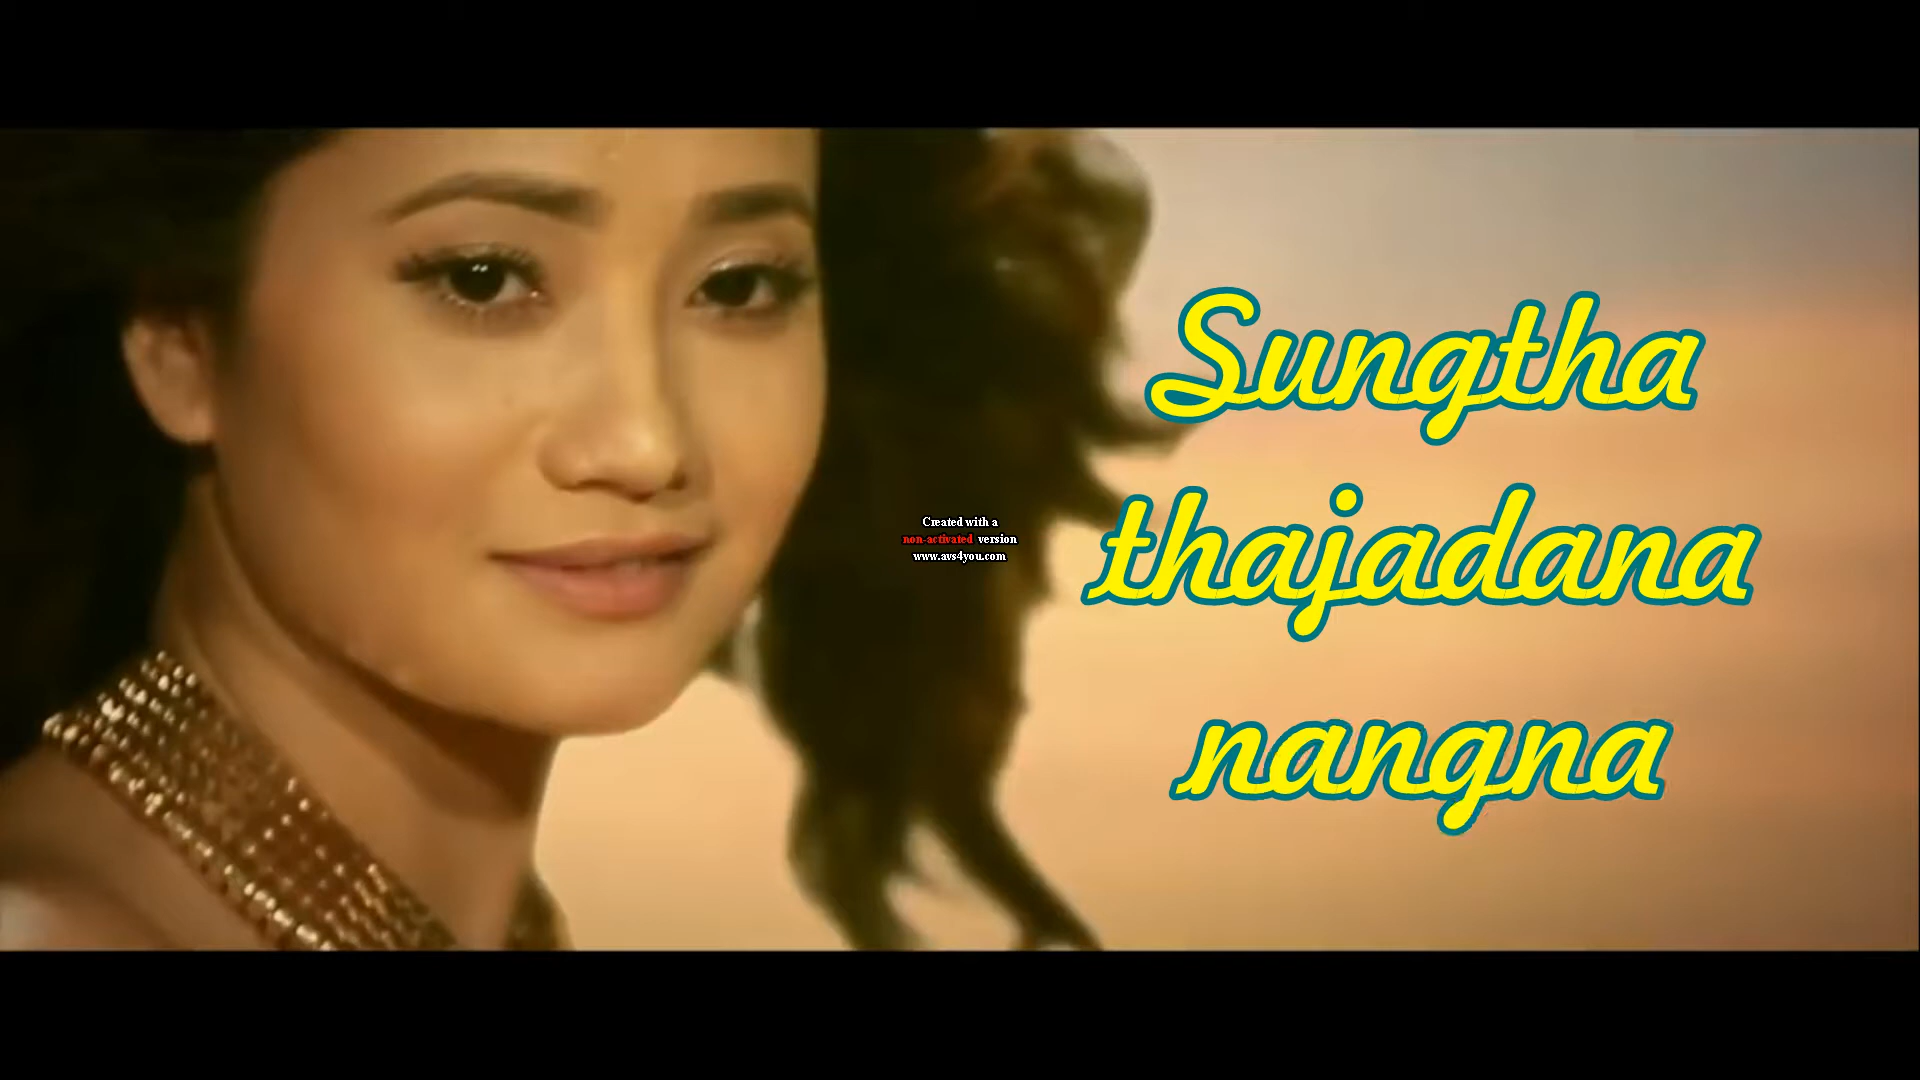 Created with a
non-activated version
www.avs4you.com
Sungtha
thajadana
nangna